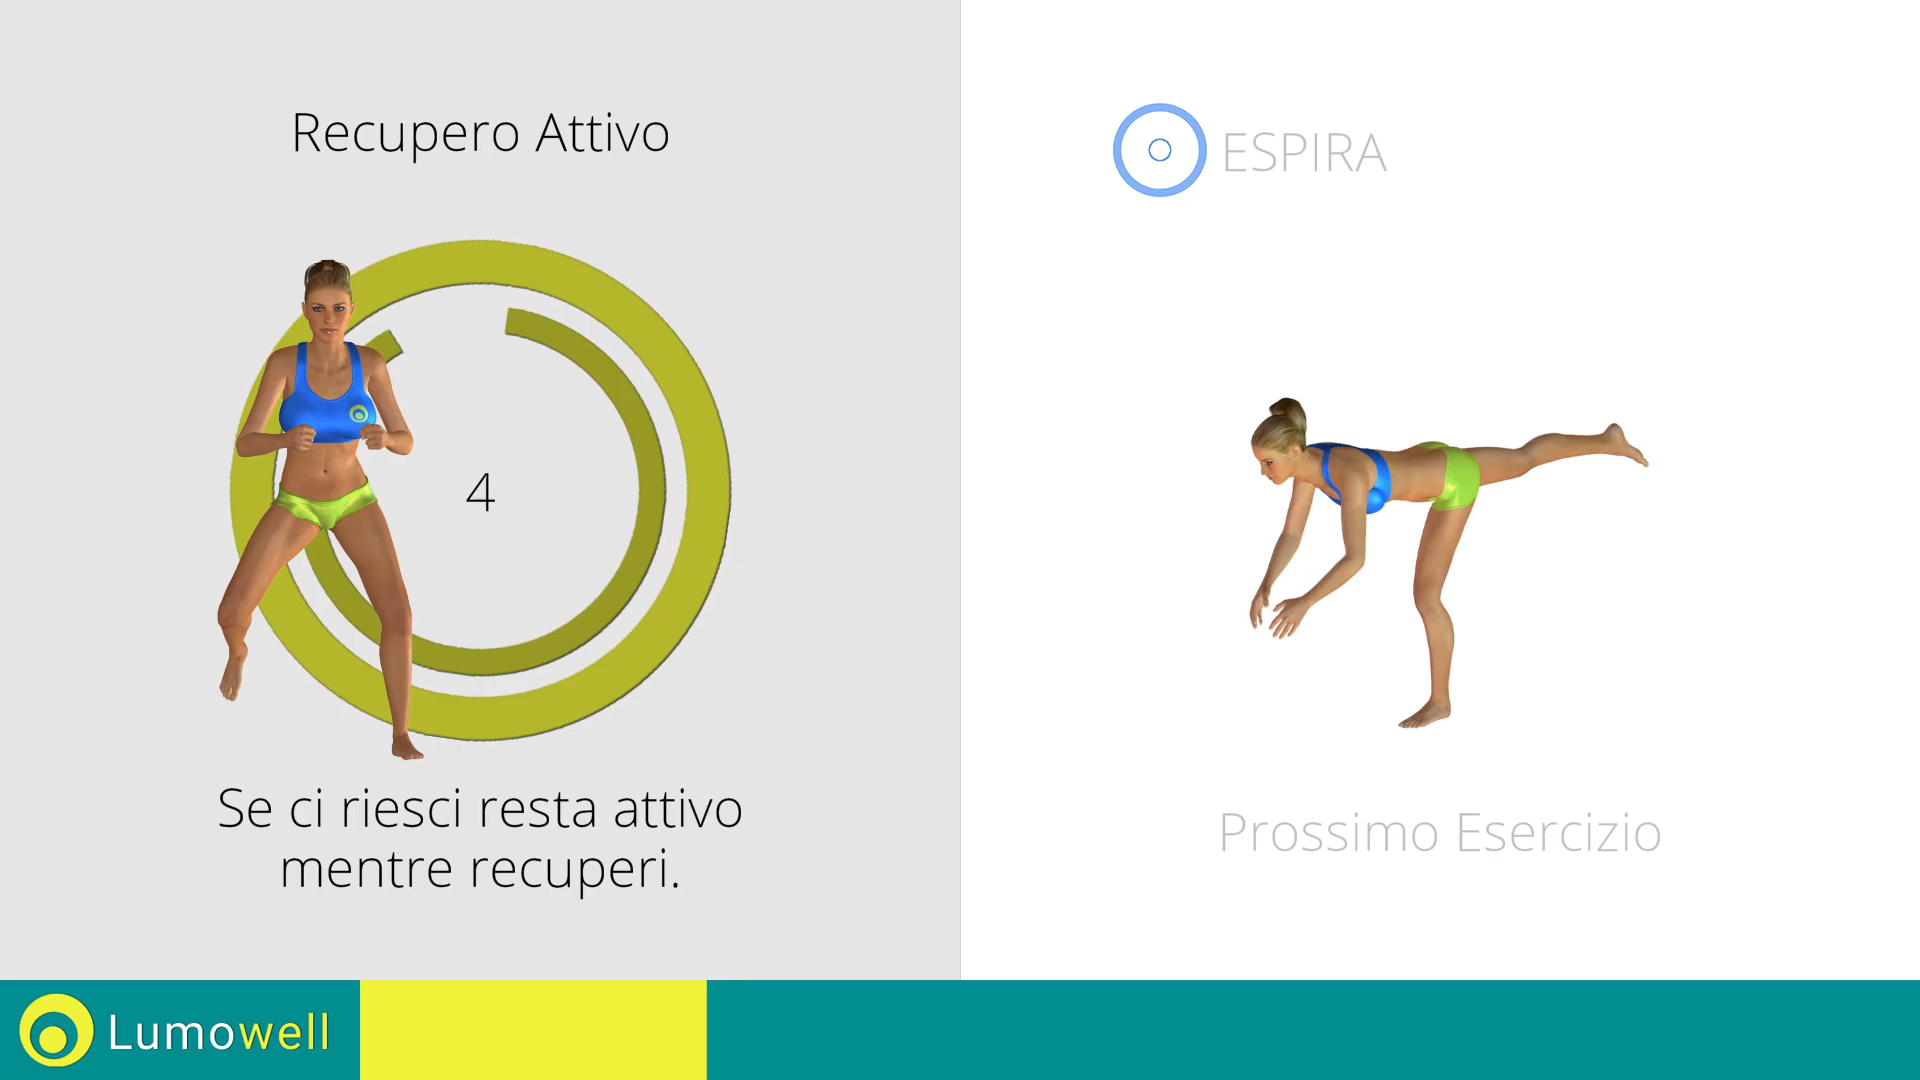 Recupero Attivo
4
Se ci riesci resta attivo
mentre recuperi.
ESPIRA
Prossimo Esercizio
Lumowell